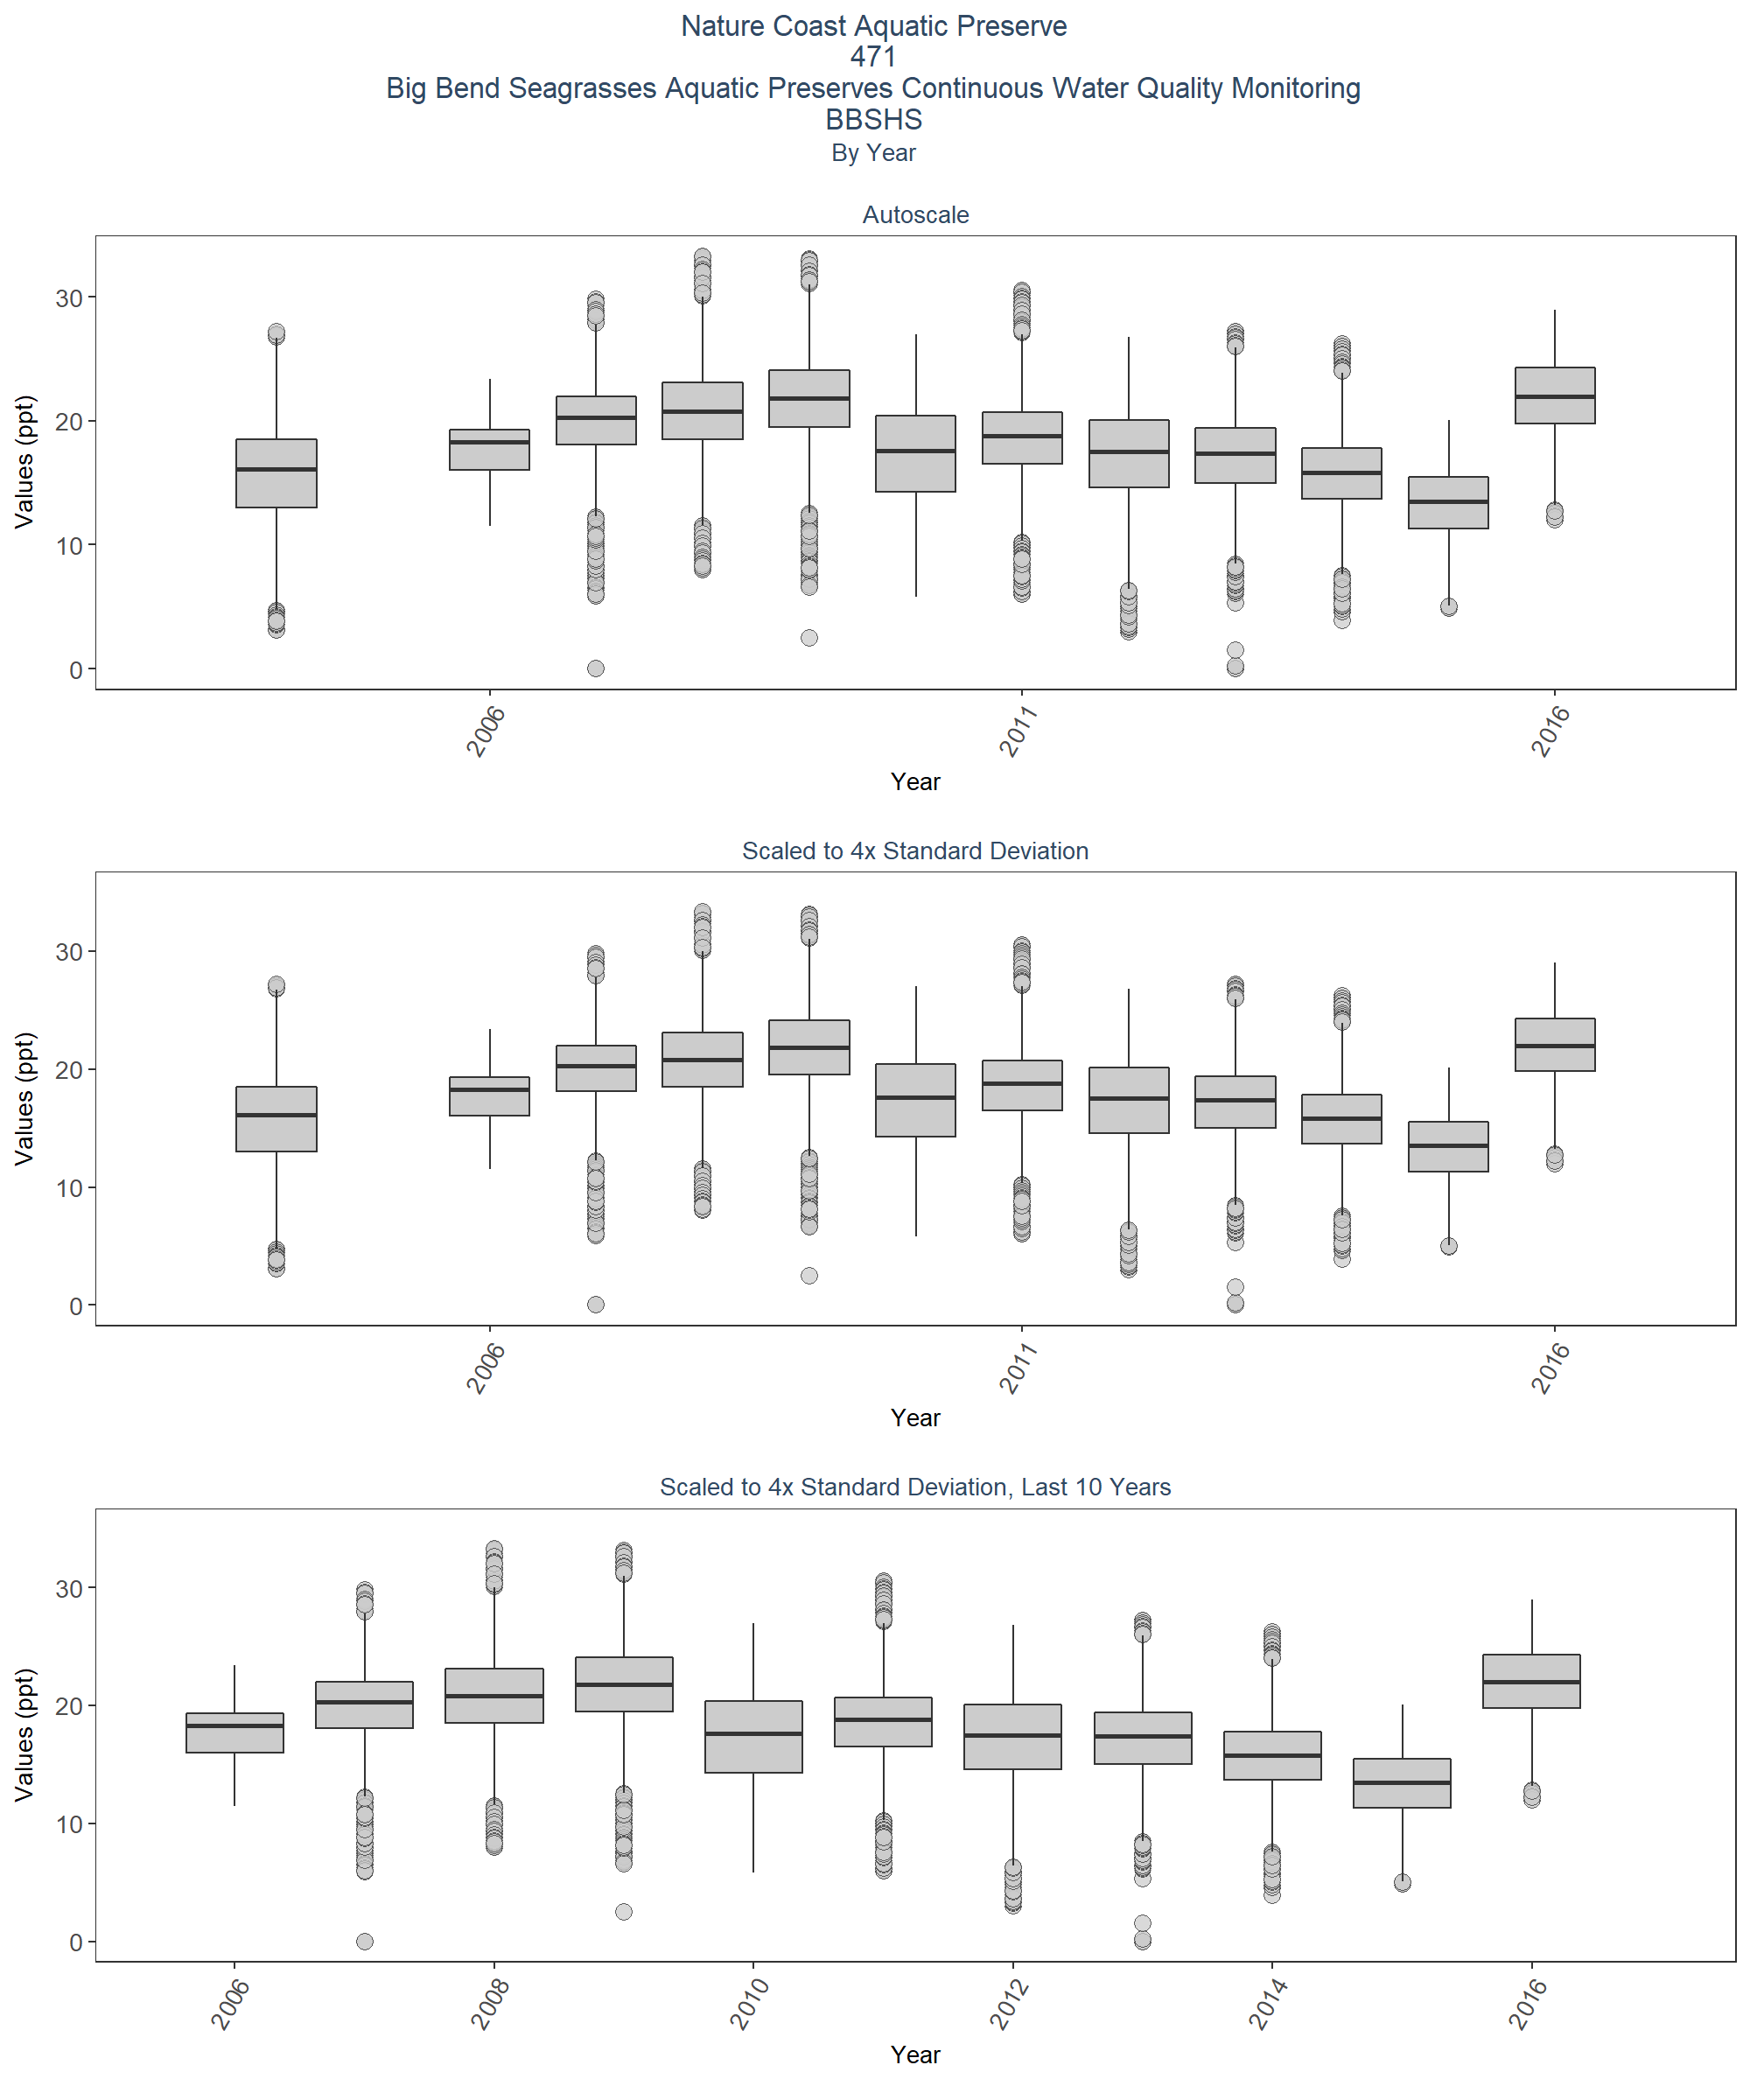 Nature Coast Aquatic Preserve
471
Big Bend Seagrasses Aquatic Preserves Continuous Water Quality Monitoring
BBSHS
By Year
Autoscale
Values (ppt)
30
20
10
0
2006
2011
2016
Year
Scaled to 4x Standard Deviation
Values (ppt)
30
20
10
0
2006
2011
2016
Year
Scaled to 4x Standard Deviation, Last 10 Years
Values (ppt)
30
20
10
0
2006
2008
2010
2012
2014
2016
Year